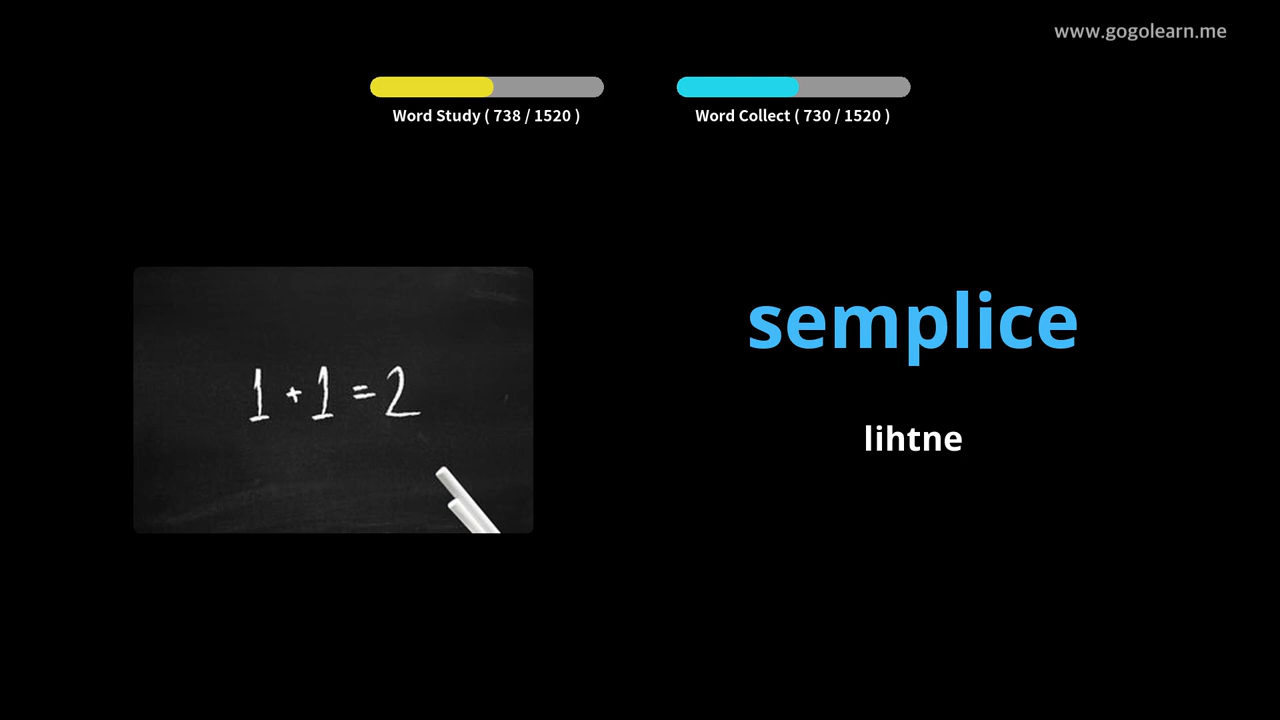 www.gogolearn.me
Word Study ( 738 / 1520 )
Word Collect ( 730 / 1520 )
1 + 1 = 2
semplice
lihtne